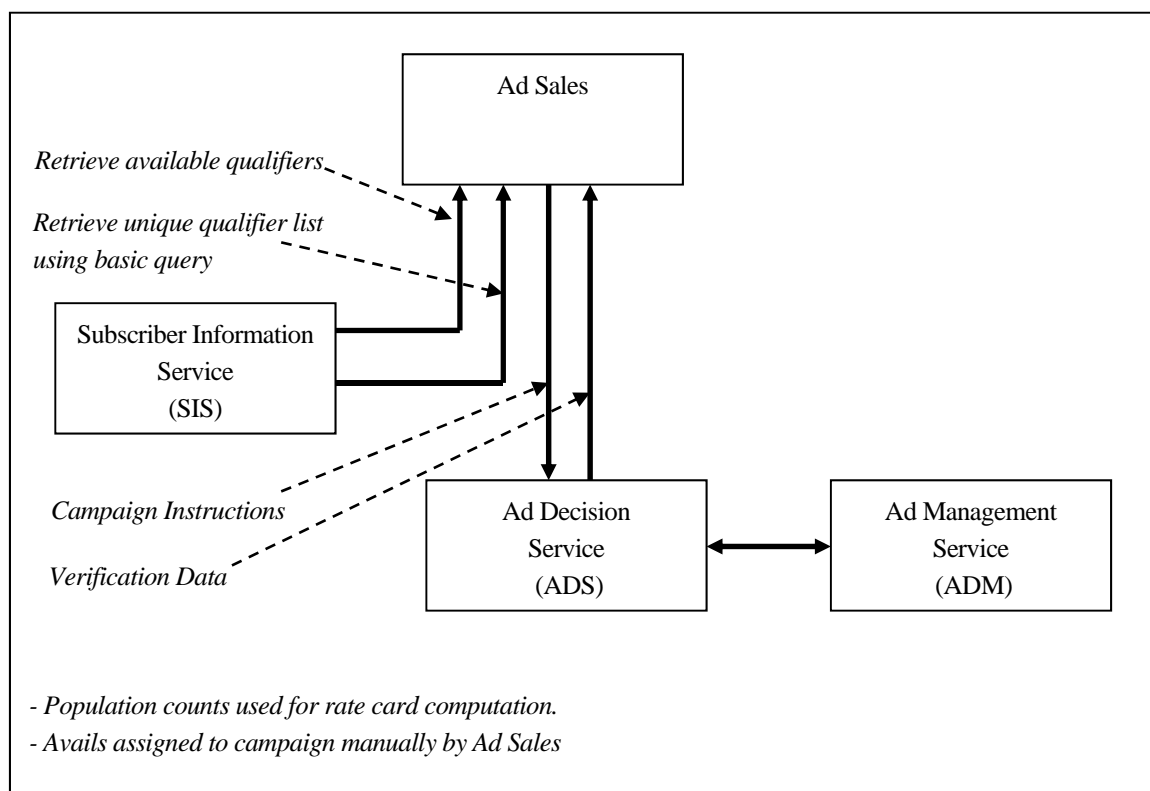 Ad Sales
Retrieve available qualifiers
Retrieve unique qualifier list
using basic query
Subscriber Information
Service
(SIS)
Campaign Instructions
Verification Data
Ad Decision
Service
(ADS)
Ad Management
Service
(ADM)
- Population counts used for rate card computation.
- Avails assigned to campaign manually by Ad Sales